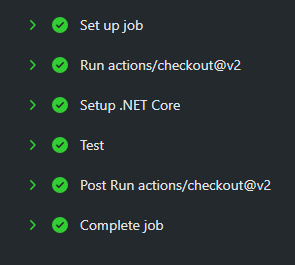 Set up job
Run actions/checkout@v2
Setup .NET Core
Test
Post Run actions/checkout@v2
Complete job